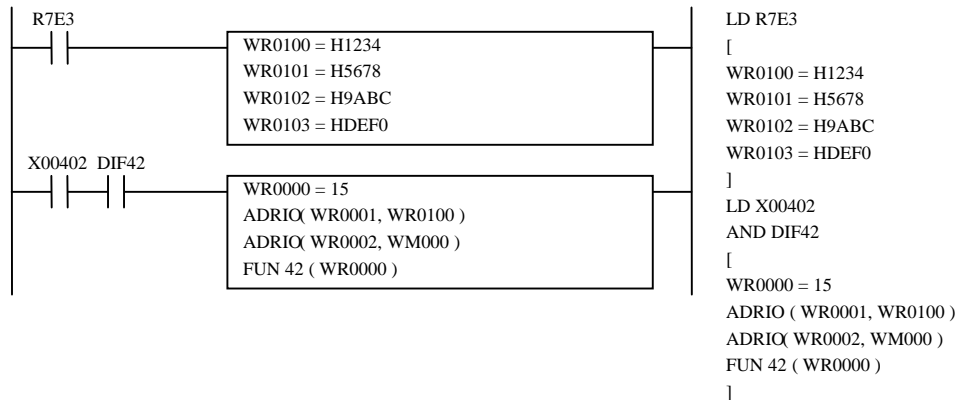 R7E3
WR0100 = H1234
WR0101 = H5678
WR0102 = H9ABC
WR0103 = HDEF0
X00402 DIF42
WR0000 = 15
ADRIO( WR0001, WR0100 )
ADRIO( WR0002, WM000 )
FUN 42 ( WR0000 )
LD R7E3
[
WR0100 = H1234
WR0101 = H5678
WR0102 = H9ABC
WR0103 = HDEF0
]
LD X00402
AND DIF42
[
WR0000 = 15
ADRIO ( WR0001, WR0100 )
ADRIO( WR0002, WM000 )
FUN 42 ( WR0000 )
]